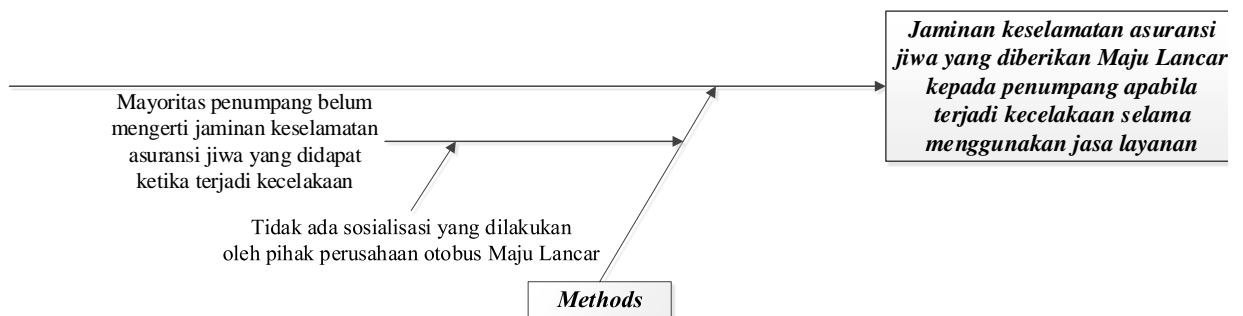 Jaminan keselamatan asuransi
jiwa yang diberikan Maju Lancar
kepada penumpang apabila
terjadi kecelakaan selama
menggunakan jasa layanan
Mayoritas penumpang belum
mengerti jaminan keselamatan
asuransi jiwa yang didapat
ketika terjadi kecelakaan
Tidak ada sosialisasi yang dilakukan
oleh pihak perusahaan otobus Maju Lancar
Methods